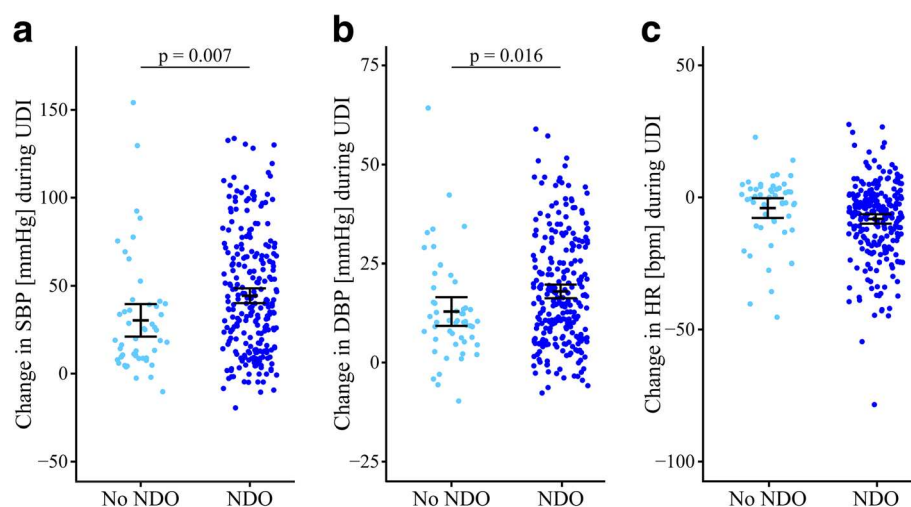 a
p = 0.007
Change in SBP [mmHg] during UDI
150
100
50
0
−50
No NDO
NDO
b
p = 0.016
Change in DBP [mmHg] during UDI
75
50
25
0
−25
No NDO
NDO
c
Change in HR [bpm] during UDI
50
0
−50
−100
No NDO
NDO